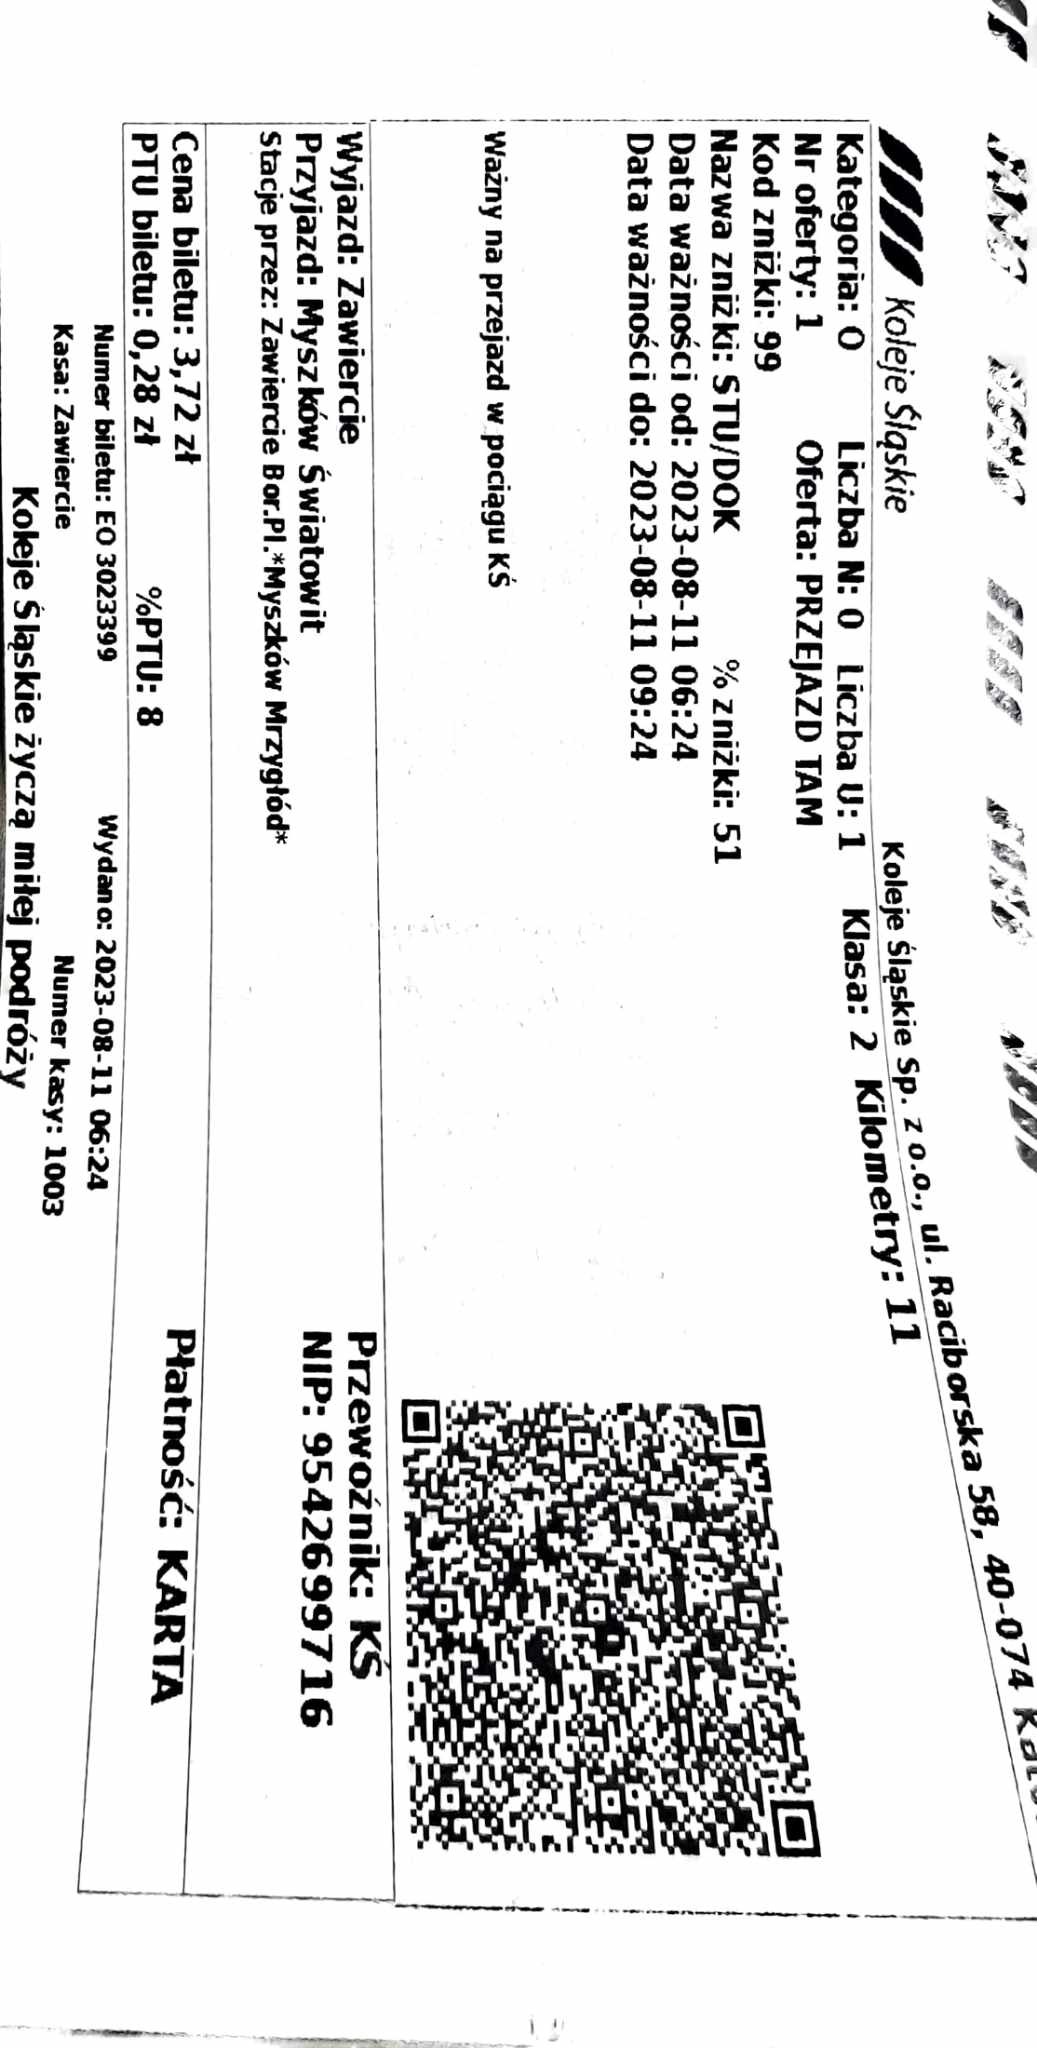 Koleje Śląskie
Koleje Śląskie Sp. z o.o., ul. Raciborska 58, 40-074
Kategoria: O Liczba N: 0 Liczba U: 1 Klasa: 2 Kilometry: 11
Nr oferty: 1 Oferta: PRZEJAZD TAM
Kod zniżki: 99
Nazwa zniżki: STU/DOK % zniżki: 51
Data ważności od: 2023-08-11 06:24
Data ważności do: 2023-08-11 09:24
Ważny na przejazd w pociągu KŚ
Wyjazd: Zawiercie
Przyjazd: Myszków Światowit
Stacje przez: Zawiercie Bor.Pl.*Myszków Mrzygłód*
Przewoźnik: KŚ
NIP: 9542699716
Cena biletu: 3,72 zł
PTU biletu: 0,28 zł %PTU: 8
Płatność: KARTA
Numer biletu: EO 3023399 Wydano: 2023-08-11 06:24
Kasa: Zawiercie Numer kasy: 1003
Koleje Śląskie życzą miłej podróży